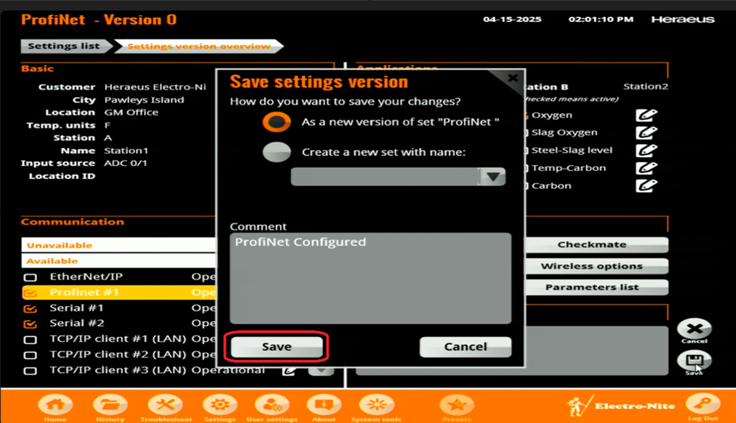 ProfiNet - Version 0
04-15-2025 02:01:10 PM Heraeus
Settings list Settings version overview
Basic
Customer Heraeus Electro-Ni
City Pawleys Island
Location GM Office
Temp. units F
Station A
Name Station1
Input source ADC 0/1
Location ID
Applications
ation B Station2
hecked means active)
Oxygen
Slag Oxygen
Steel-Slag level
Temp-Carbon
Carbon
Save settings version
How do you want to save your changes?
As a new version of set "ProfiNet "
Create a new set with name:
Comment
ProfiNet Configured
Save Cancel
Communication
Unavailable
Available
EtherNet/IP Ope
Profinet #1 Ope
Serial #1 Ope
Serial #2 Ope
TCP/IP client #1 (LAN) Ope
TCP/IP client #2 (LAN) Ope
TCP/IP client #3 (LAN) Operational
Checkmate
Wireless options
Parameters list
Cancel
Save
Home History Troubleshoot Settings User settings About System tools Presets Electro-Nite Log Out